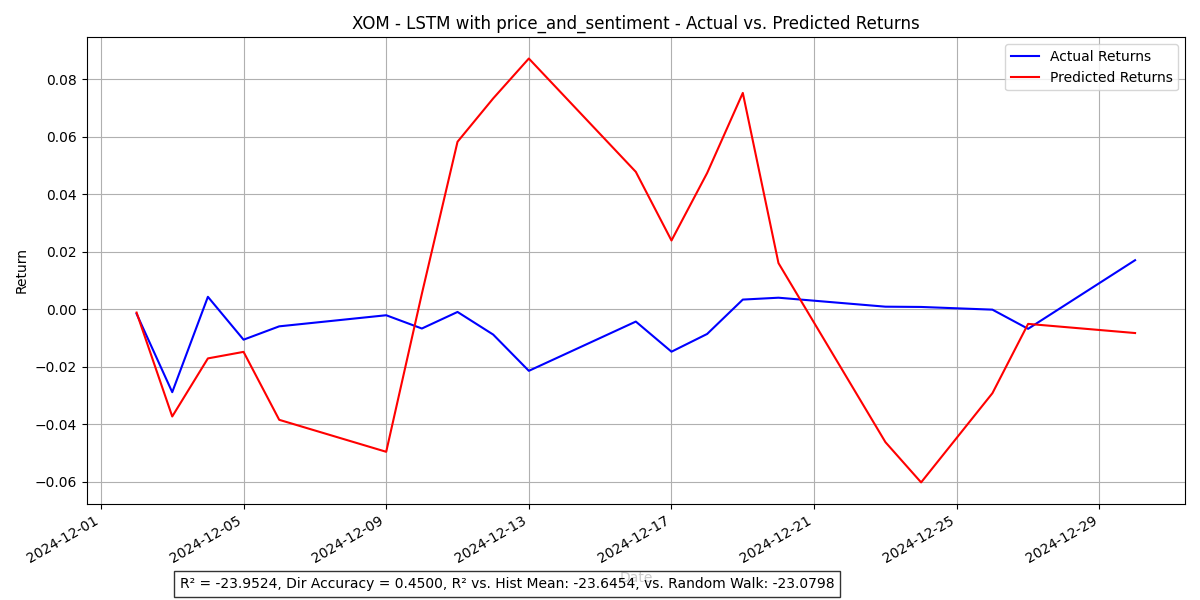 XOM - LSTM with price_and_sentiment - Actual vs. Predicted Returns
Actual Returns
Predicted Returns
0.08
0.06
0.04
0.02
0.00
−0.02
−0.04
−0.06
Return
2024-12-01
2024-12-05
2024-12-09
2024-12-13
2024-12-17
2024-12-21
2024-12-25
2024-12-29
Date
R² = -23.9524, Dir Accuracy = 0.4500, R² vs. Hist Mean: -23.6454, vs. Random Walk: -23.0798